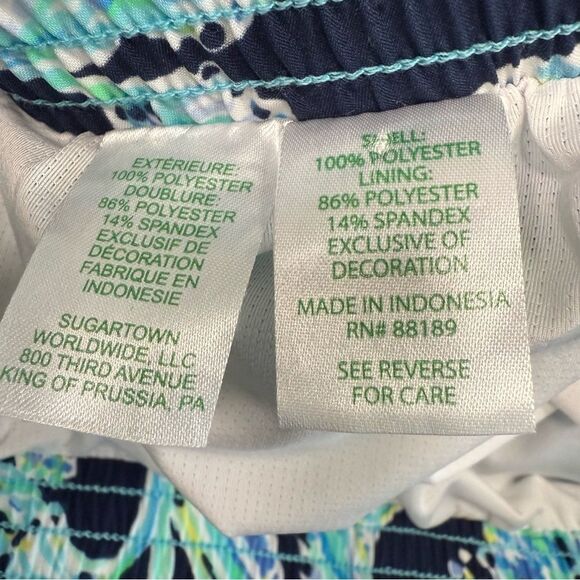 EXTÉRIEURE:
100% POLYESTER
DOUBLURE:
86% POLYESTER
14% SPANDEX
EXCLUSIF DE
DECORATION
FABRIQUE EN
INDONESIE
SUGARTOWN
WORLDWIDE, LLC
800 THIRD AVENUE
KING OF PRUSSIA, PA
SHELL:
100% POLYESTER
LINING:
86% POLYESTER
14% SPANDEX
EXCLUSIVE OF
DECORATION
MADE IN INDONESIA
RN# 88189
SEE REVERSE
FOR CARE